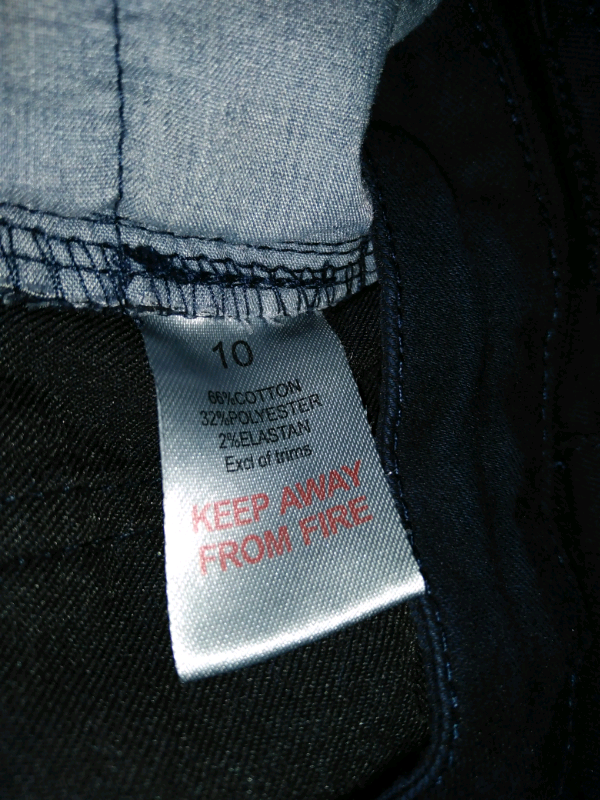 10
66%COTTON
32%POLYESTER
2%ELASTAN
Excl of trims
KEEP AWAY
FROM FIRE